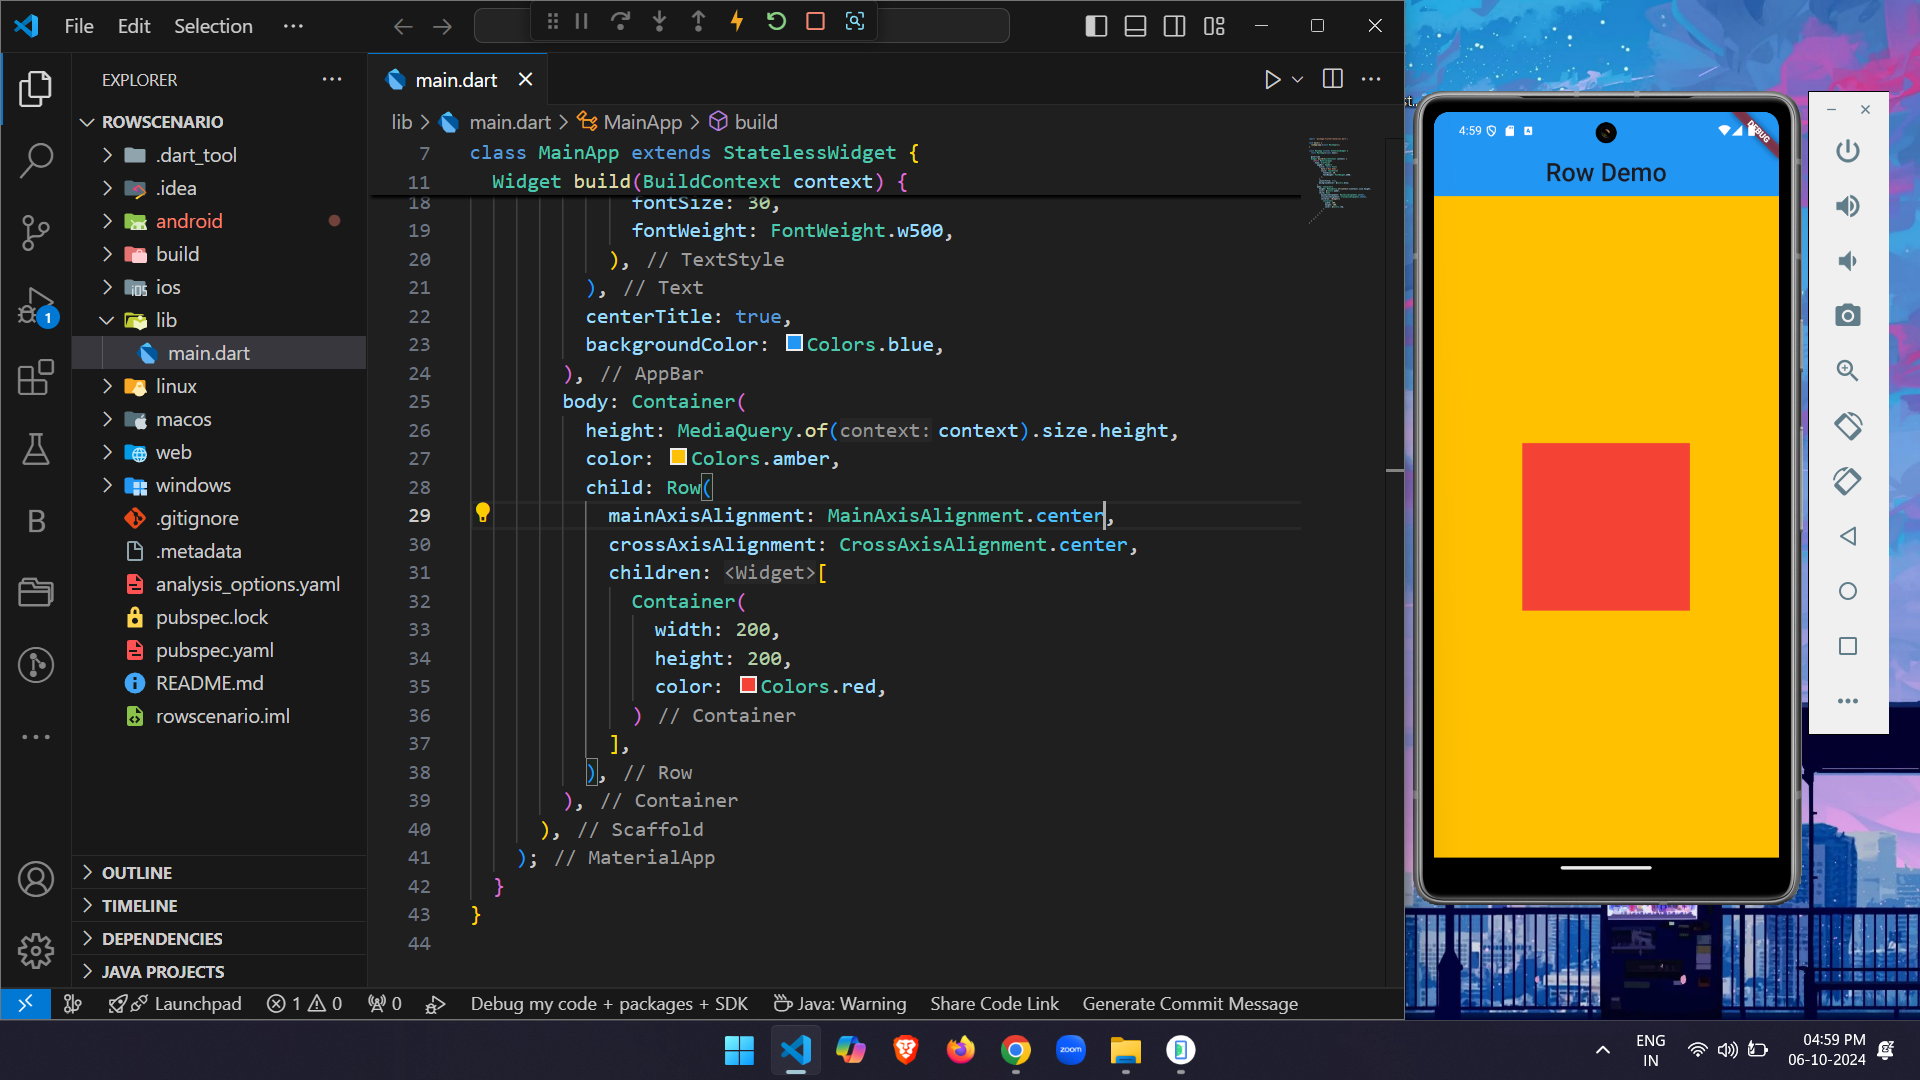 File Edit Selection ···
EXPLORER
ROWSCENARIO
.dart_tool
.idea
android
build
ios
lib
main.dart
linux
macos
web
windows
.gitignore
.metadata
analysis_options.yaml
pubspec.lock
pubspec.yaml
README.md
rowscenario.iml
OUTLINE
TIMELINE
DEPENDENCIES
JAVA PROJECTS
1
B
main.dart
lib > main.dart > MainApp > build
7 class MainApp extends StatelessWidget {
11 Widget build(BuildContext context) {
18 fontSize: 30,
19 fontWeight: FontWeight.w500,
20 ), // TextStyle
21 ), // Text
22 centerTitle: true,
23 backgroundColor: Colors.blue,
24 ), // AppBar
25 body: Container(
26 height: MediaQuery.of(context: context).size.height,
27 color: Colors.amber,
28 child: Row(
29 mainAxisAlignment: MainAxisAlignment.center,
30 crossAxisAlignment: CrossAxisAlignment.center,
31 children: <Widget>[
32 Container(
33 width: 200,
34 height: 200,
35 color: Colors.red,
36 ) // Container
37 ],
38 ), // Row
39 ), // Container
40 ), // Scaffold
41 ); // MaterialApp
42 }
43 }
44
Launchpad 1 0 0 Debug my code + packages + SDK Java: Warning Share Code Link Generate Commit Message
4:59
DEBUG
Row Demo
zoom
ENG
IN
04:59 PM
06-10-2024